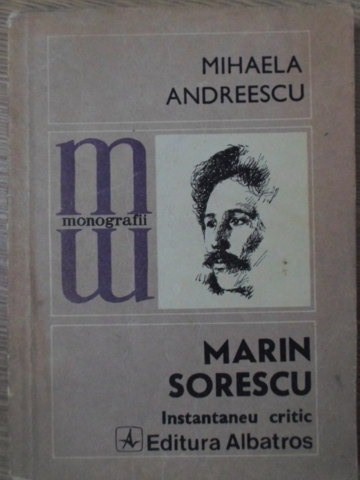 MIHAELA
ANDREESCU
m
monografii
m
MARIN
SORESCU
Instantaneu critic
A Editura Albatros